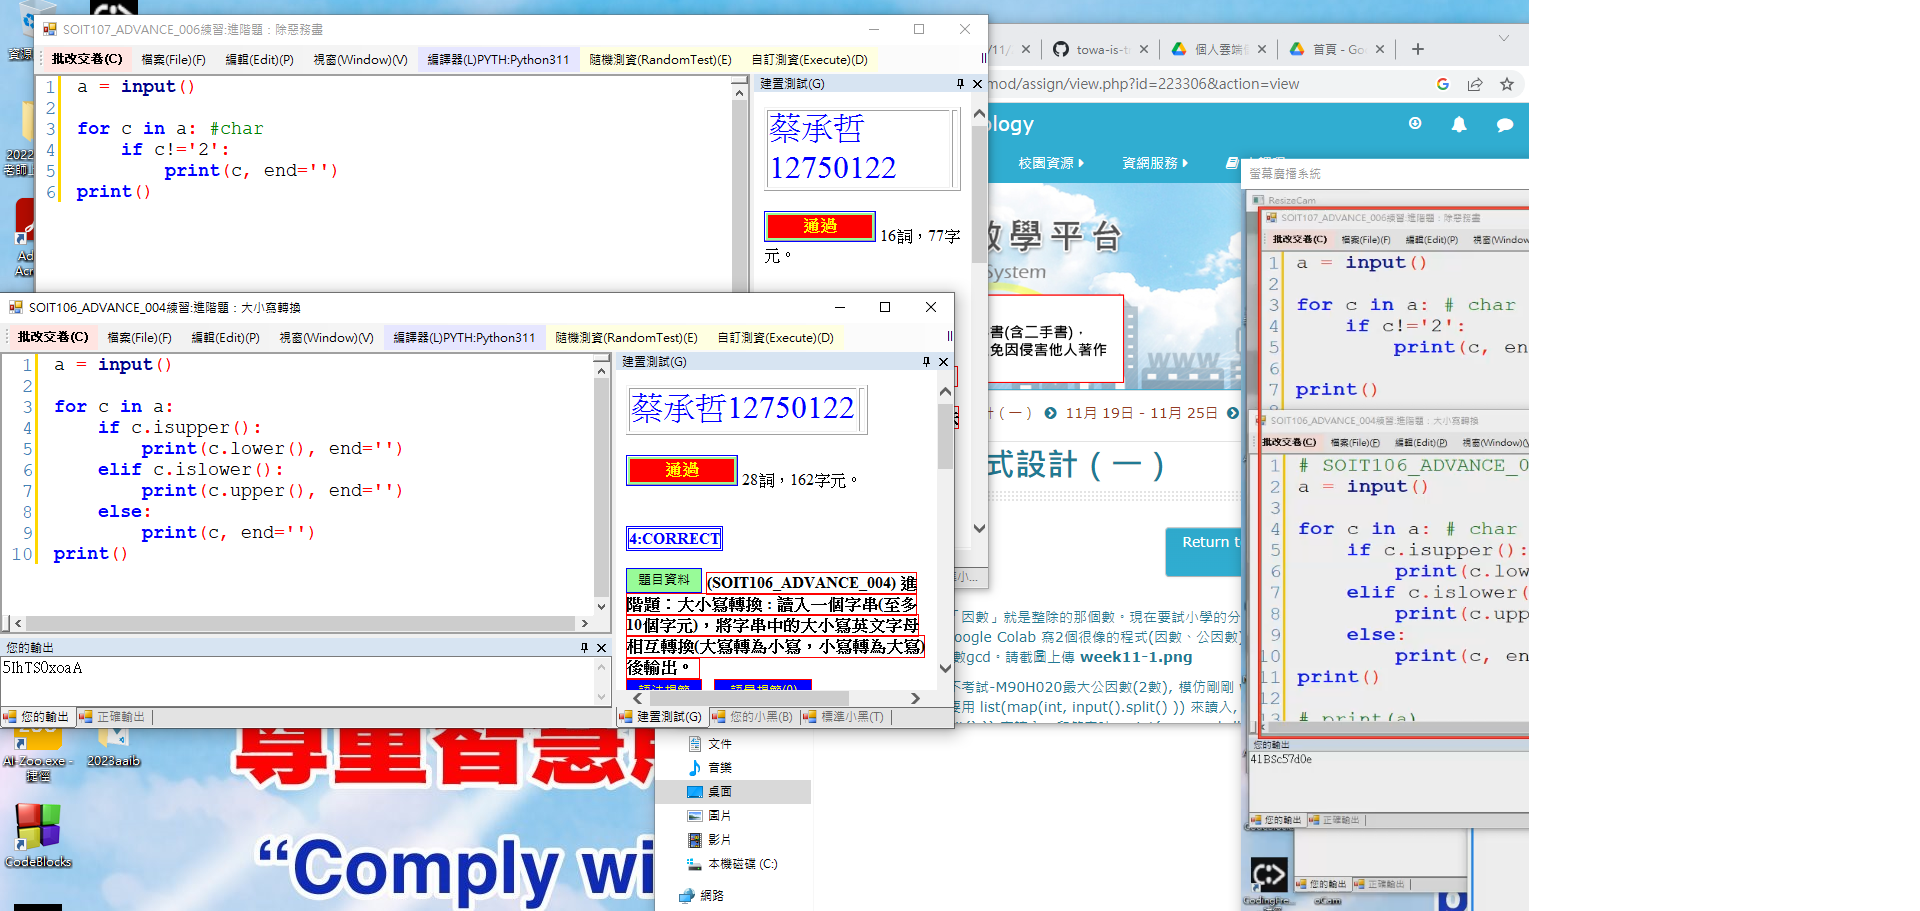 SOIT107_ADVANCE_006練習:進階題：除惡務盡
批改交卷(C) 檔案(File)(F) 編輯(Edit)(P) 視窗(Window)(V) 編譯器(L)PYTH:Python311 隨機測資(RandomTest)(E) 自訂測資(Execute)(D)
1 a = input()
2
3 for c in a: #char
4 if c!='2':
5 print(c, end='')
6 print()
建置測試(G)
蔡承哲
12750122
通過 16詞，77字
元。
SOIT106_ADVANCE_004練習:進階題：大小寫轉換
批改交卷(C) 檔案(File)(F) 編輯(Edit)(P) 視窗(Window)(V) 編譯器(L)PYTH:Python311 隨機測資(RandomTest)(E) 自訂測資(Execute)(D)
1 a = input()
2
3 for c in a:
4 if c.isupper():
5 print(c.lower(), end='')
6 elif c.islower():
7 print(c.upper(), end='')
8 else:
9 print(c, end='')
10 print()
建置測試(G)
蔡承哲12750122
通過 28詞，162字元。
4:CORRECT
題目資料 (SOIT106_ADVANCE_004) 進
階題：大小寫轉換 : 讀入一個字串(至多
10個字元)，將字串中的大小寫英文字母
相互轉換(大寫轉為小寫，小寫轉為大寫)
後輸出。
您的輸出
5IhTS0xoaA
您的輸出 正確輸出
建置測試(G) 您的小黑(B) 標準小黑(T)
/11/ towa-is-t 個人雲端 首頁 - Go
mod/assign/view.php?id=223306&action=view
ology
校園資源 資網服務
學平台
System
書(含二手書)，
免因侵害他人著作
計 ( 一 ) 11月 19日 - 11月 25日
式設計 ( 一 )
Return t
「因數」就是整除的那個數。現在要試小學的分
oogle Colab 寫2個很像的程式(因數、公因數)
數gcd。請截圖上傳 week11-1.png
不考試-M90H020最大公因數(2數), 模仿剛剛
要用 list(map(int, input().split() )) 來讀入,
螢幕廣播系統
ResizeCam
SOIT107_ADVANCE_006練習:進階題：除惡務盡
批改交卷(C) 檔案(File)(F) 編輯(Edit)(P) 視窗(Window
1 a = input()
2
3 for c in a: # char
4 if c!='2':
5 print(c, en
6
7 print()
SOIT106_ADVANCE_004練習:進階題：大小寫轉換
批改交卷(C) 檔案(File)(F) 編輯(Edit)(P) 視窗(Window)(V
1 # SOIT106_ADVANCE_0
2 a = input()
3
4 for c in a: # char
5 if c.isupper():
6 print(c.low
7 elif c.islower(
8 print(c.upp
9 else:
10 print(c, en
11 print()
12
13 # print(a)
您的輸出
41BSc57d0e
您的輸出 正確輸出
您的輸出 正確輸出
AI-Zoo.exe -
捷徑
2023aaib
CodeBlocks
尊重智慧
“Comply wi
文件
音樂
桌面
圖片
影片
本機磁碟 (C:)
網路
oCam